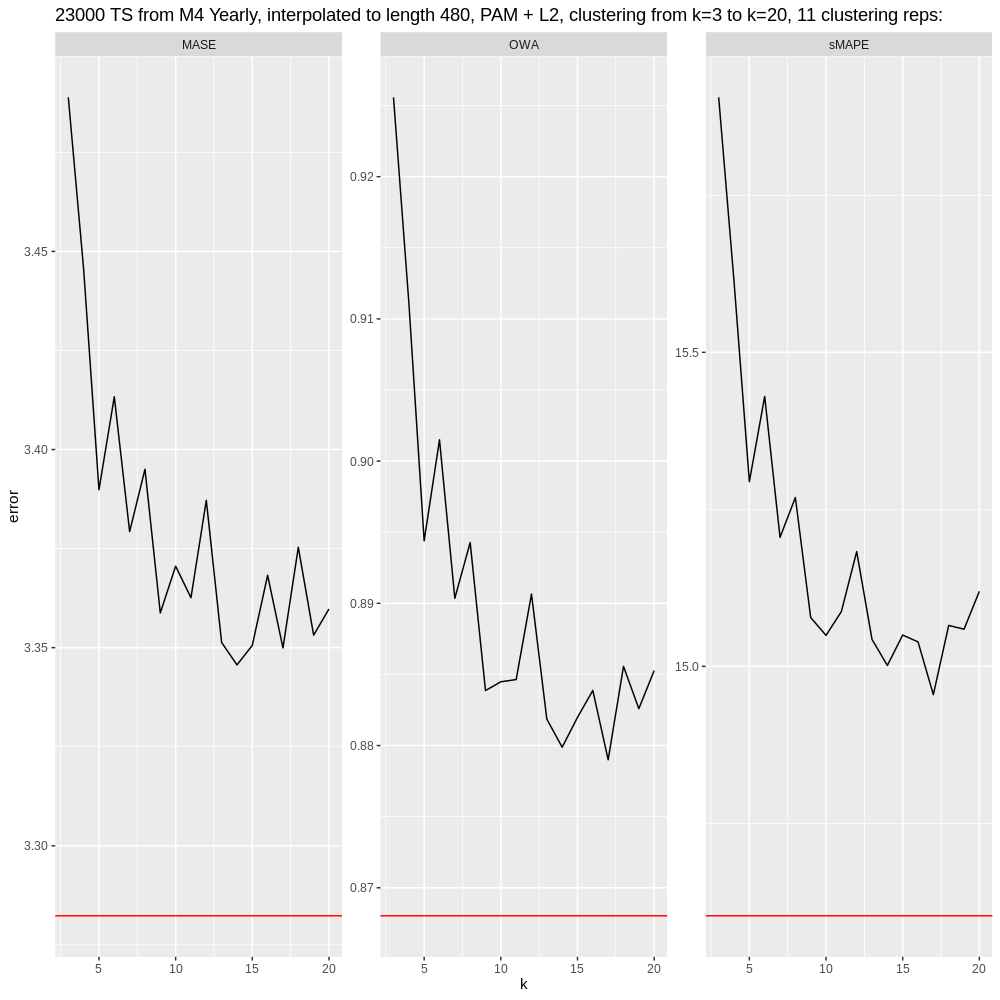 23000 TS from M4 Yearly, interpolated to length 480, PAM + L2, clustering from k=3 to k=20, 11 clustering reps:
MASE
OWA
sMAPE
error
3.45
3.40
3.35
3.30
0.92
0.91
0.90
0.89
0.88
0.87
15.5
15.0
5 10 15 20
5 10 15 20
5 10 15 20
k